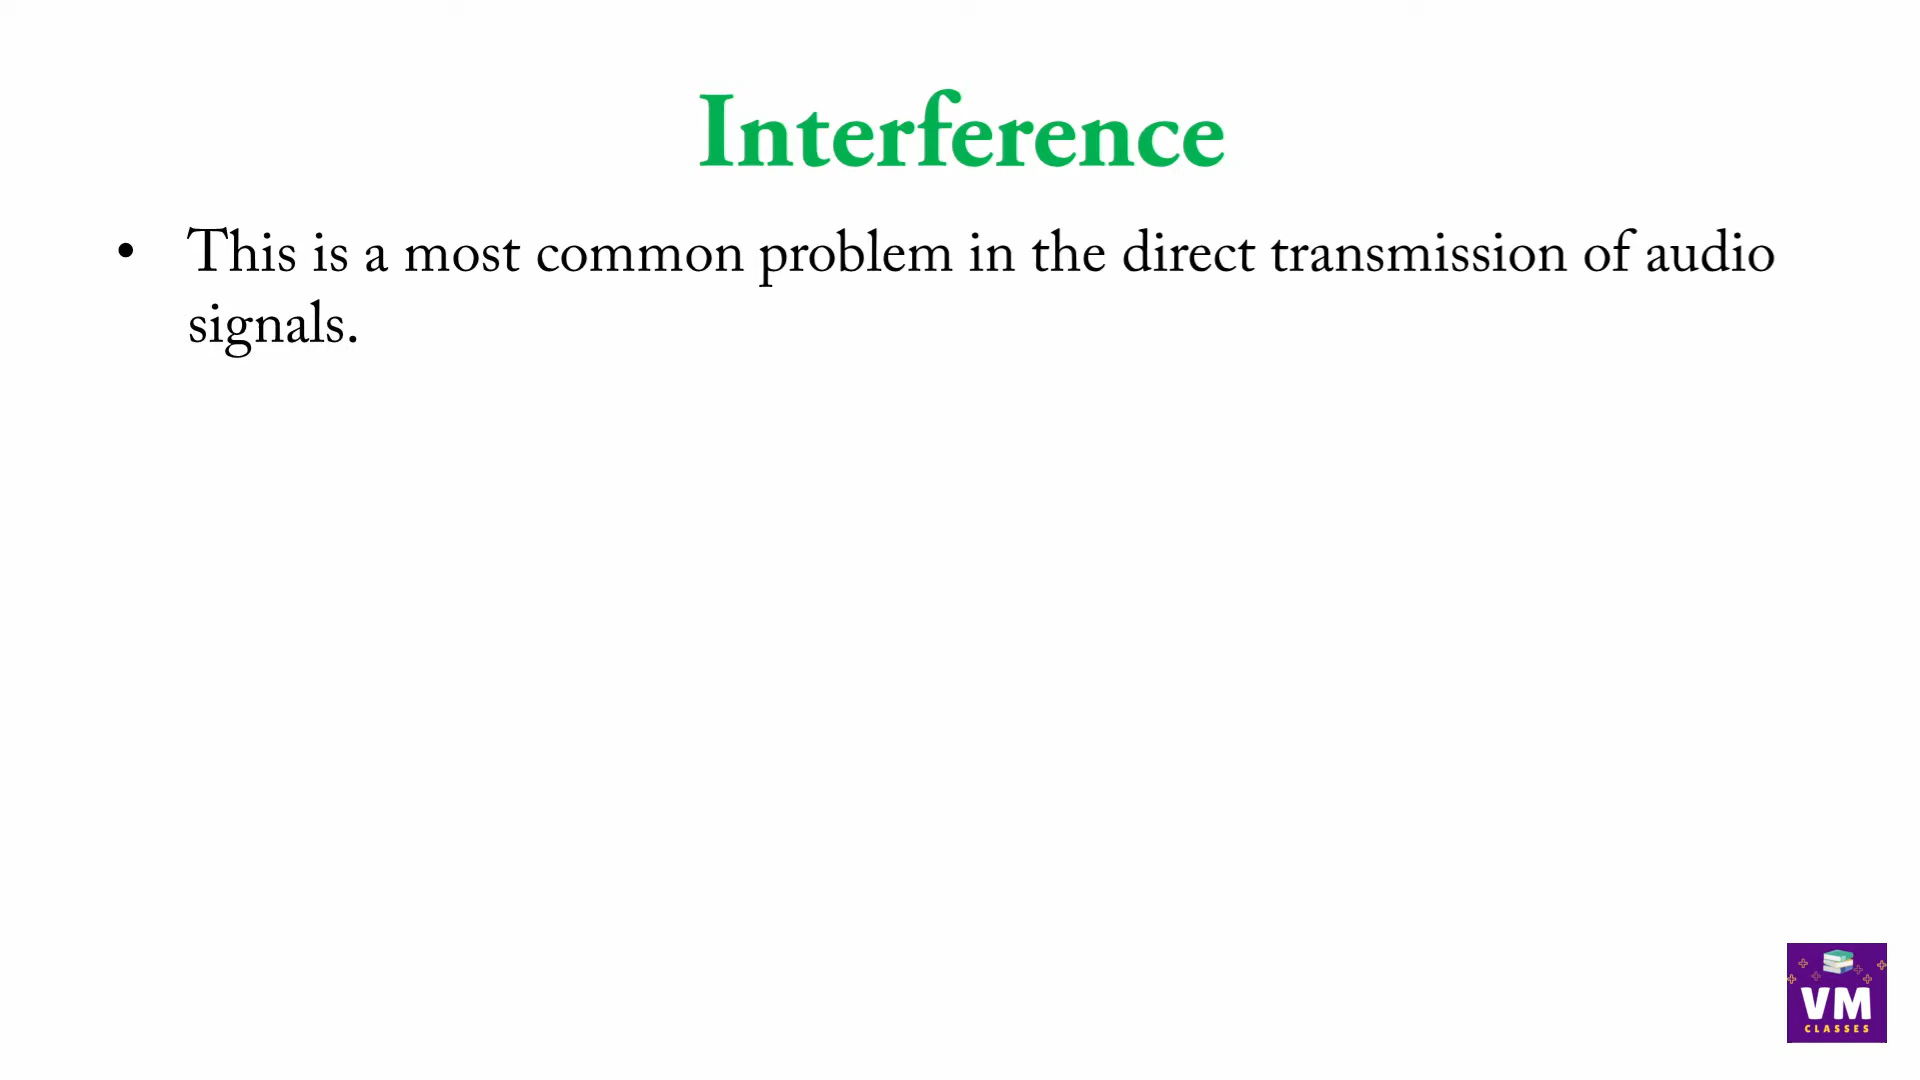 Interference
• This is a most common problem in the direct transmission of audio
signals.
VM
CLASSES